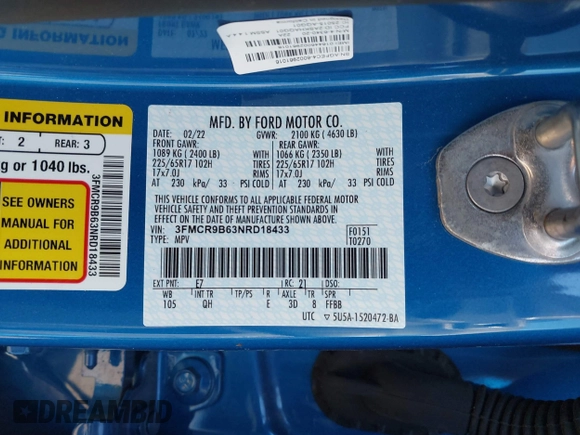 INFORMATION
2 REAR: 3
g or 1040 lbs.
SEE OWNERS
MANUAL FOR
ADDITIONAL
INFORMATION
3FMCR9B63NRD18433
MFD. BY FORD MOTOR CO.
02/22 GVWR: 2100 KG ( 4630 LB)
FRONT GAWR: REAR GAWR:
1089 KG ( 2400 LB) WITH 1066 KG ( 2350 LB) WITH
225/65R17 102H TIRES 225/65R17 102H TIRES
17x7.0J RIMS 17x7.0J RIMS
AT 230 kPa/ 33 PSI COLD AT 230 kPa/ 33 PSI COLD
THIS VEHICLE CONFORMS TO ALL APPLICABLE FEDERAL MOTOR
VEHICLE SAFETY AND THEFT PREVENTION STANDARDS IN
EFFECT ON THE DATE OF MANUFACTURE SHOWN ABOVE.
VIN: 3FMCR9B63NRD18433 F0151
TYPE: MPV 10270
EXT PNT: E7 RC: 21 DSO:
WB INT TR TP/PS R AXLE TR SPR
105 QH E 3D 8 FFBB
UTC 5U5A-1520472-BA
DREAMBID